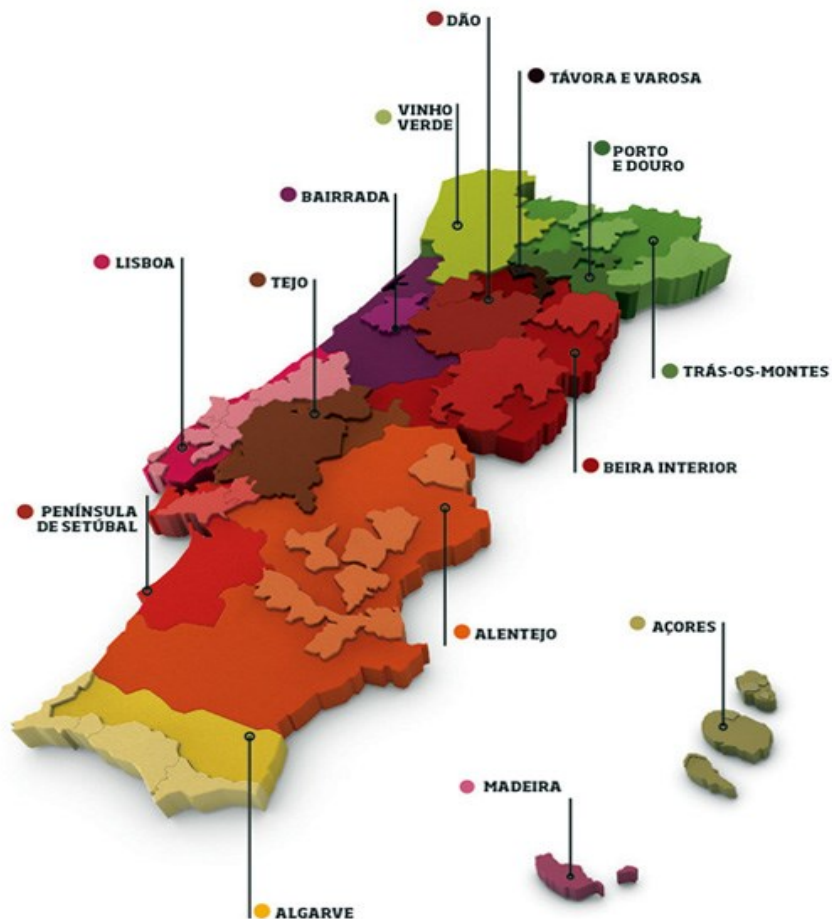 DÃO
TÁVORA E VAROSA
VINHO
VERDE
PORTO
E DOURO
BAIRRADA
LISBOA
TEJO
TRÁS-OS-MONTES
BEIRA INTERIOR
PENÍNSULA
DE SETÚBAL
ALENTEJO
AÇORES
MADEIRA
ALGARVE